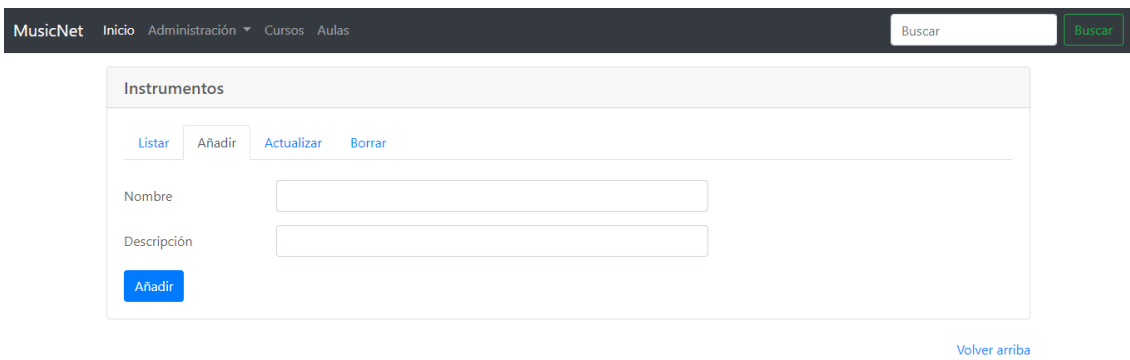 MusicNet Inicio Administración Cursos Aulas Buscar Buscar
Instrumentos
Listar Añadir Actualizar Borrar
Nombre
Descripción
Añadir
Volver arriba